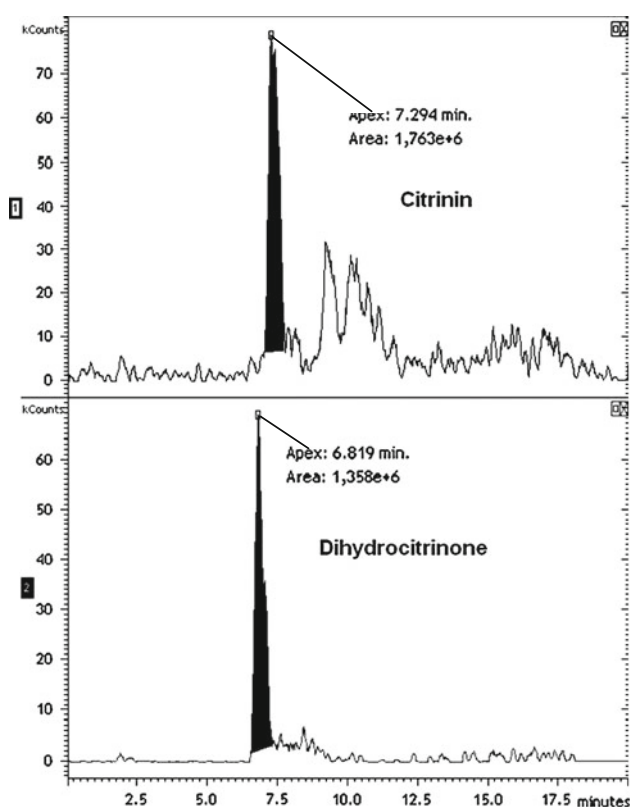 kCounts
70
60
50
40
30
20
10
0
1
Apex: 7.294 min.
Area: 1,763e+6
Citrinin
kCounts
60
50
40
30
20
10
0
2
Apex: 6.819 min.
Area: 1,358e+6
Dihydrocitrinone
2.5 5.0 7.5 10.0 12.5 15.0 17.5 minutes